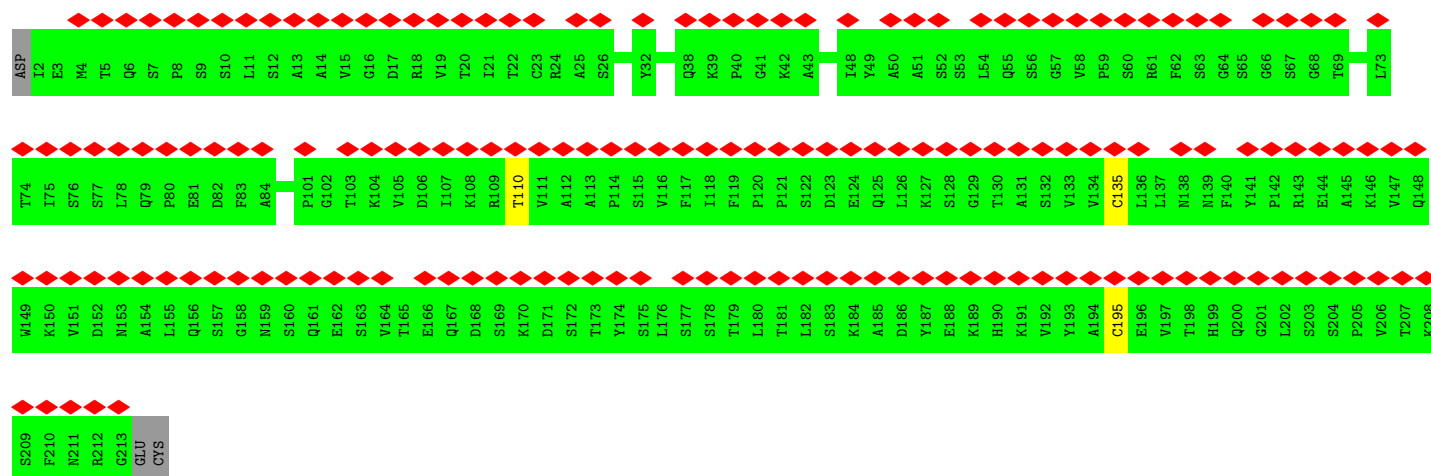 ASP I2 E3 M4 T5 Q6 S7 P8 S9 S10 L11 S12 A13 A14 V15 G16 D17 R18 V19 T20 I21 T22 C23 R24 A25 S26 Y32 Q38 K39 P40 G41 K42 A43 I48 Y49 A50 A51 S52 S53 L54 Q55 S56 G57 V58 P59 S60 R61 F62 S63 G64 S65 G66 S67 G68 T69 L73
T74 I75 S76 S77 L78 Q79 P80 E81 D82 F83 A84 P101 G102 T103 K104 V105 D106 I107 K108 R109 T110 V111 A112 A113 P114 S115 V116 F117 I118 F119 P120 P121 S122 D123 E124 Q125 L126 K127 S128 G129 T130 A131 S132 V133 V134 C135 L136 L137 N138 N139 F140 Y141 P142 R143 E144 A145 K146 V147 Q148
W149 K150 V151 D152 N153 A154 L155 Q156 S157 G158 N159 S160 Q161 E162 S163 V164 T165 E166 Q167 D168 S169 K170 D171 S172 T173 Y174 S175 L176 S177 S178 T179 L180 T181 L182 S183 K184 A185 D186 Y187 E188 K189 H190 K191 V192 Y193 A194 C195 E196 V197 T198 H199 Q200 G201 L202 S203 S204 P205 V206 T207 K208
S209 F210 N211 R212 G213 GLU CYS